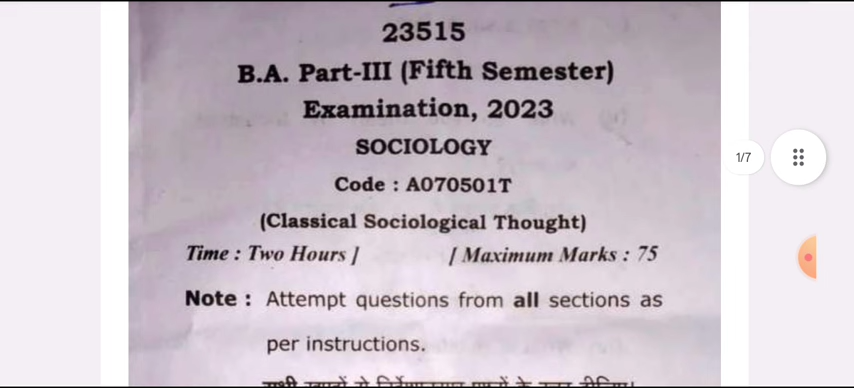 23515
B.A. Part-III (Fifth Semester)
Examination, 2023
SOCIOLOGY
Code : A070501T
(Classical Sociological Thought)
Time : Two Hours ] [ Maximum Marks : 75
Note : Attempt questions from all sections as
per instructions.
1/7